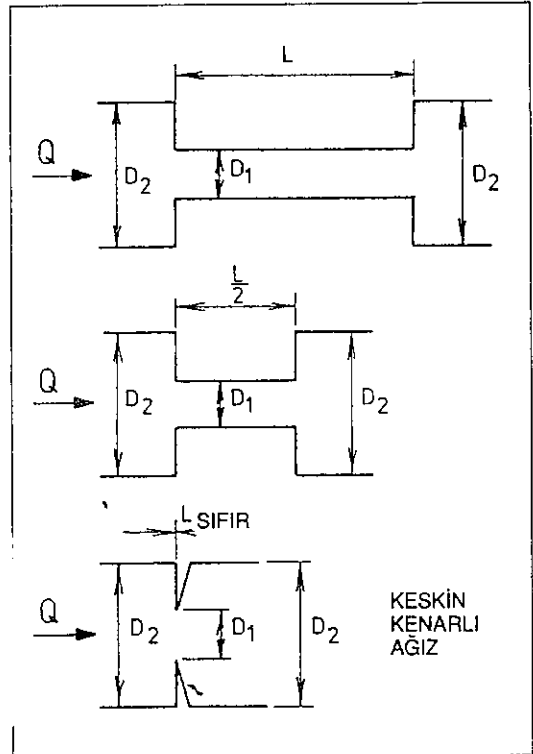 L
Q
D2
D1
D2
L/2
Q
D2
D1
D2
L SIFIR
Q
D2
D1
D2
KESKİN
KENARLI
AĞIZ